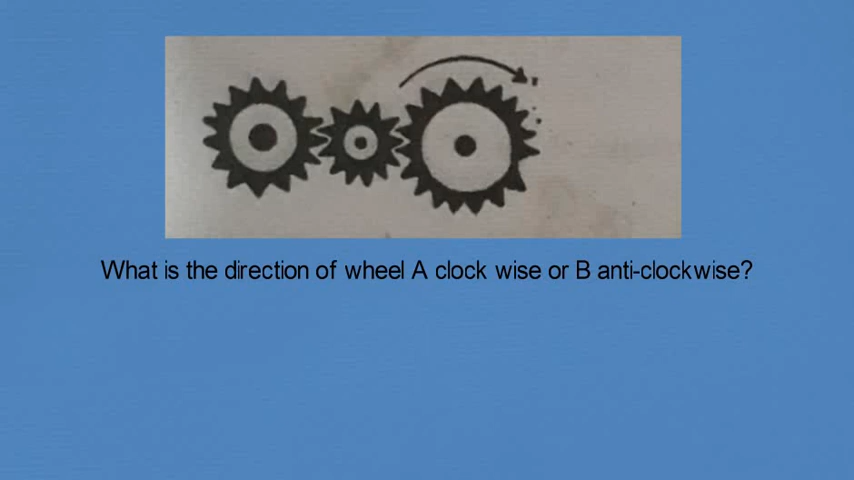 What is the direction of wheel A clock wise or B anti-clockwise?